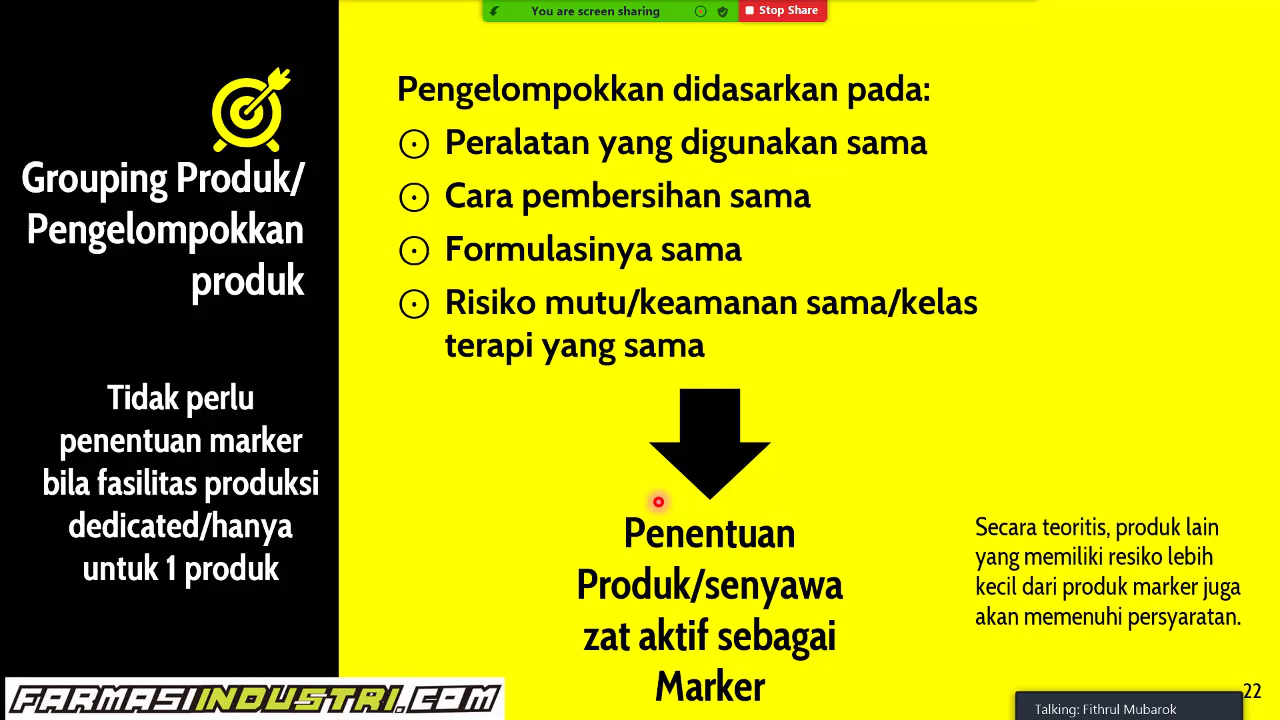 You are screen sharing
Stop Share
Grouping Produk/
Pengelompokkan
produk
Tidak perlu
penentuan marker
bila fasilitas produksi
dedicated/hanya
untuk 1 produk
Pengelompokkan didasarkan pada:
Peralatan yang digunakan sama
Cara pembersihan sama
Formulasinya sama
Risiko mutu/keamanan sama/kelas
terapi yang sama
Penentuan
Produk/senyawa
zat aktif sebagai
Marker
Secara teoritis, produk lain
yang memiliki resiko lebih
kecil dari produk marker juga
akan memenuhi persyaratan.
FARMASIINDUSTRI.COM
22
Talking: Fithrul Mubarok